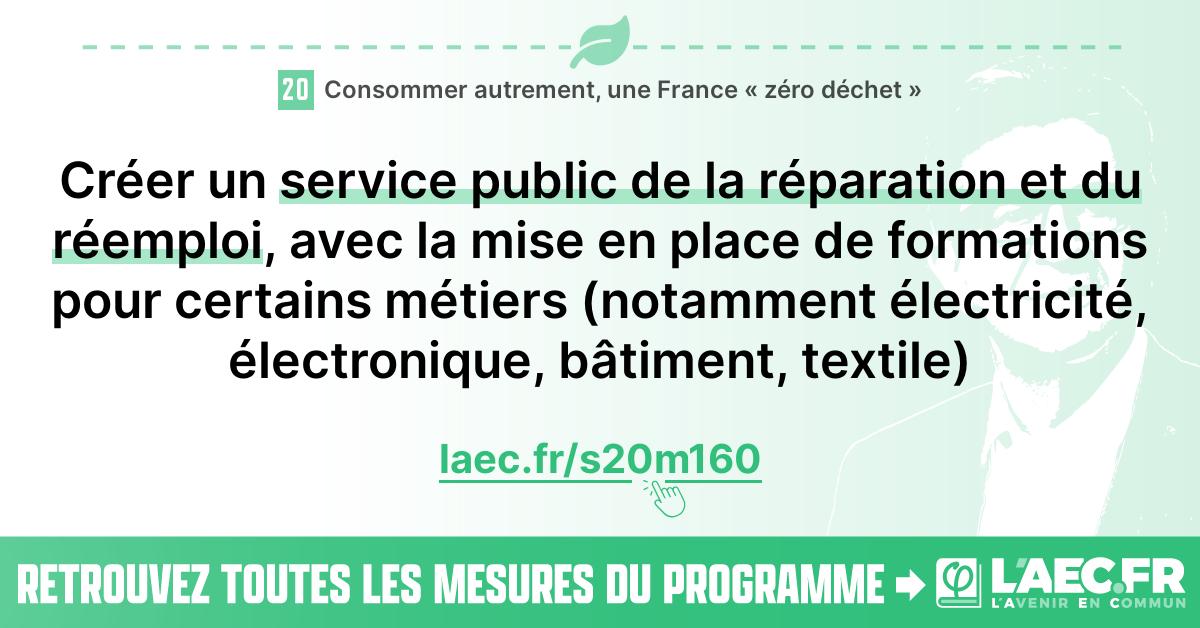 20 Consommer autrement, une France « zéro déchet »
Créer un service public de la réparation et du
réemploi, avec la mise en place de formations
pour certains métiers (notamment électricité,
électronique, bâtiment, textile)
laec.fr/s20m160
RETROUVEZ TOUTES LES MESURES DU PROGRAMME
L'AEC.FR
L'AVENIR EN COMMUN